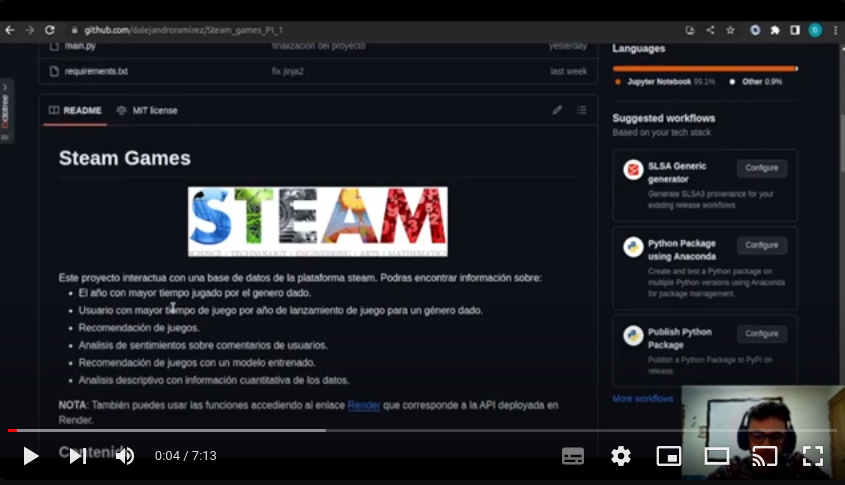 github.com/dalejandroramirez/Steam_games_PI_1
main.py finalización del proyecto yesterday
requirements.txt fix jinja2 last week
Octotree
README MIT license
Steam Games
STEAM
SCIENCE | TECHNOLOGY | ENGINEERING | ARTS | MATHEMATICS
Este proyecto interactua con una base de datos de la plataforma steam. Podras encontrar información sobre:
El año con mayor tiempo jugado por el genero dado.
Usuario con mayor tiempo de juego por año de lanzamiento de juego para un género dado.
Recomendación de juegos.
Analisis de sentimientos sobre comentarios de usuarios.
Recomendación de juegos con un modelo entrenado.
Analisis descriptivo con información cuantitativa de los datos.
NOTA: También puedes usar las funciones accediendo al enlace Render que corresponde a la API deployada en
Render.
Contenido
Languages
Jupyter Notebook 99.1% Other 0.9%
Suggested workflows
Based on your tech stack
SLSA Generic
generator
Configure
Generate SLSA3 provenance for your
existing release workflows
Python Package
using Anaconda
Configure
Create and test a Python package on
multiple Python versions using Anaconda
for package management.
Publish Python
Package
Configure
Publish a Python Package to PyPI on
release.
More workflows
0:04 / 7:13